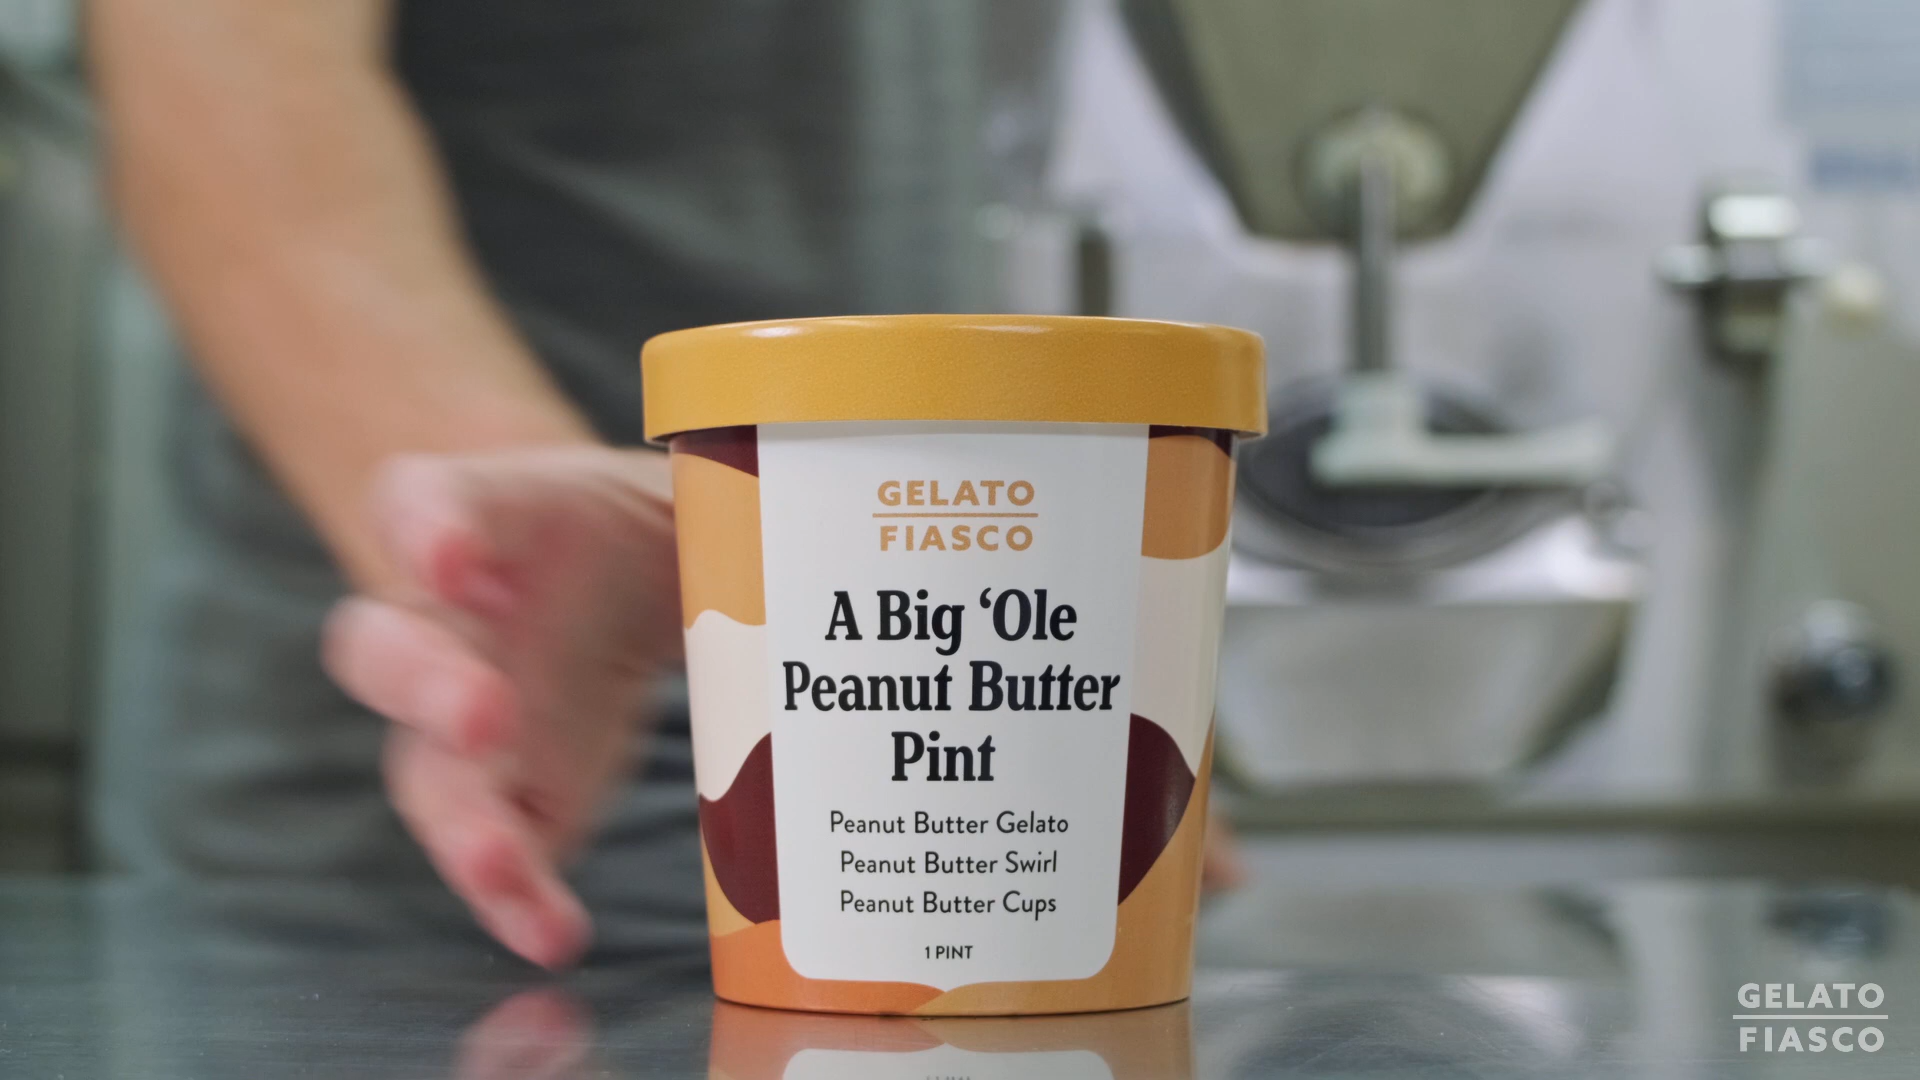 GELATO
FIASCO
A Big ‘Ole
Peanut Butter
Pint
Peanut Butter Gelato
Peanut Butter Swirl
Peanut Butter Cups
1 PINT
GELATO
FIASCO